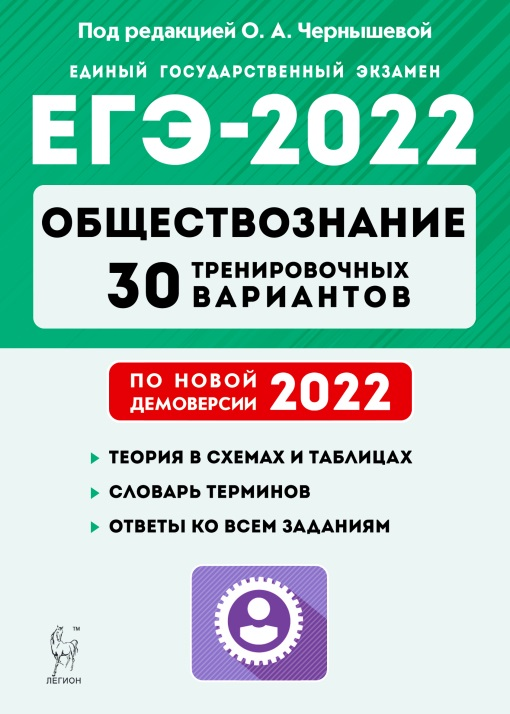 Под редакцией О. А. Чернышевой
ЕДИНЫЙ ГОСУДАРСТВЕННЫЙ ЭКЗАМЕН
ЕГЭ-2022
ОБЩЕСТВОЗНАНИЕ
30 ТРЕНИРОВОЧНЫХ
ВАРИАНТОВ
ПО НОВОЙ
ДЕМОВЕРСИИ 2022
ТЕОРИЯ В СХЕМАХ И ТАБЛИЦАХ
СЛОВАРЬ ТЕРМИНОВ
ОТВЕТЫ КО ВСЕМ ЗАДАНИЯМ
™
ЛЕГИОН